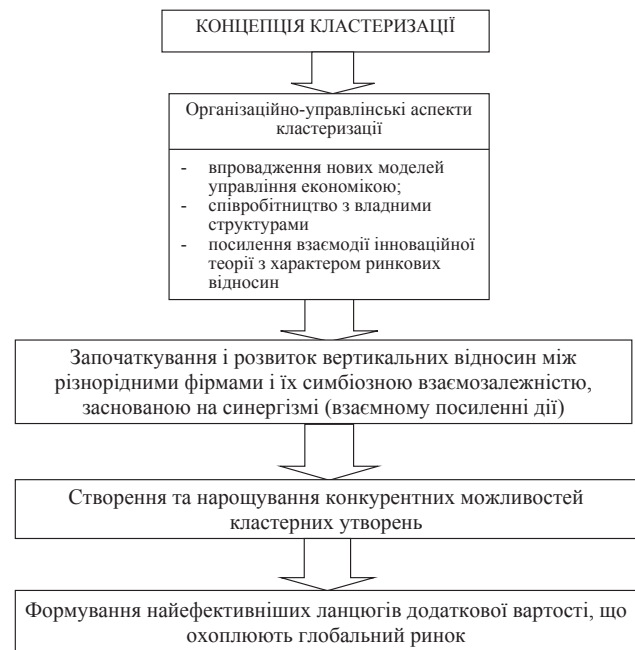 КОНЦЕПЦІЯ КЛАСТЕРИЗАЦІЇ
Організаційно-управлінські аспекти
кластеризації
- впровадження нових моделей
управління економікою;
- співробітництво з владними
структурами
- посилення взаємодії інноваційної
теорії з характером ринкових
відносин
Започаткування і розвиток вертикальних відносин між
різнорідними фірмами і їх симбіозною взаємозалежністю,
заснованою на синергізмі (взаємному посиленні дії)
Створення та нарощування конкурентних можливостей
кластерних утворень
Формування найефективніших ланцюгів додаткової вартості, що
охоплюють глобальний ринок